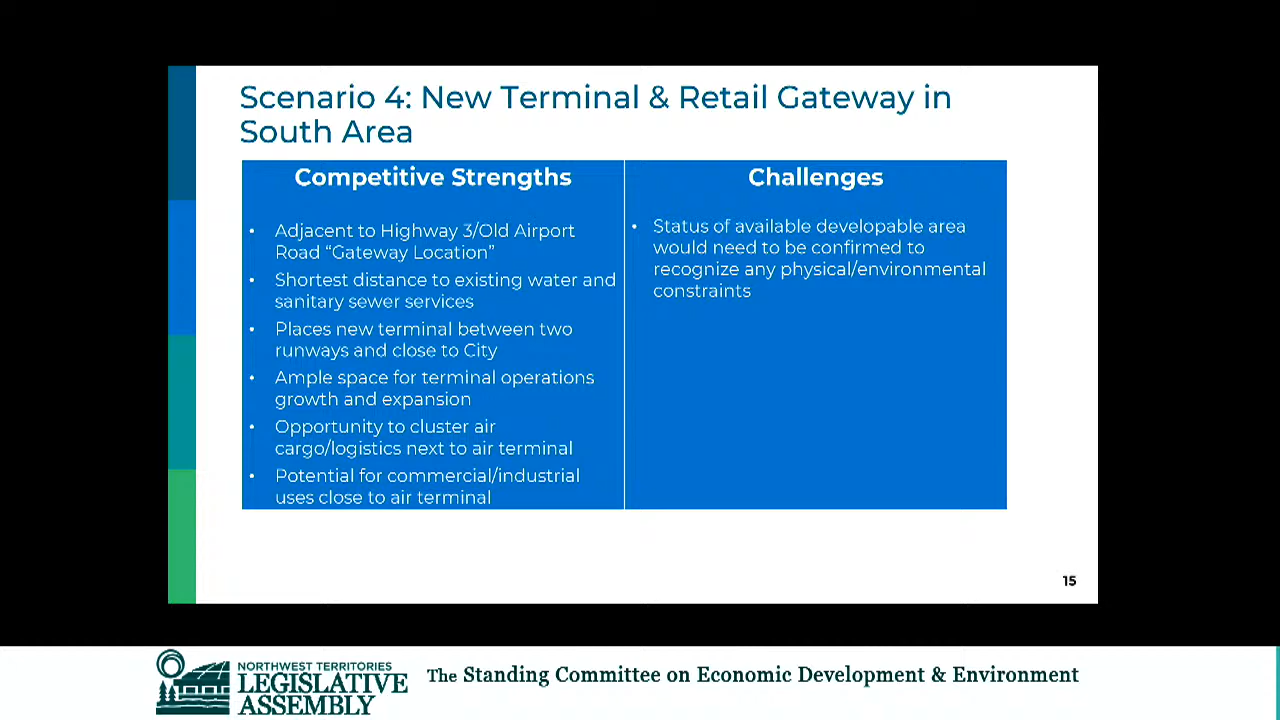 Scenario 4: New Terminal & Retail Gateway in
South Area
Competitive Strengths
• Adjacent to Highway 3/Old Airport
Road “Gateway Location”
• Shortest distance to existing water and
sanitary sewer services
• Places new terminal between two
runways and close to City
• Ample space for terminal operations
growth and expansion
• Opportunity to cluster air
cargo/logistics next to air terminal
• Potential for commercial/industrial
uses close to air terminal
Challenges
• Status of available developable area
would need to be confirmed to
recognize any physical/environmental
constraints
15
NORTHWEST TERRITORIES
LEGISLATIVE
ASSEMBLY
The Standing Committee on Economic Development & Environment